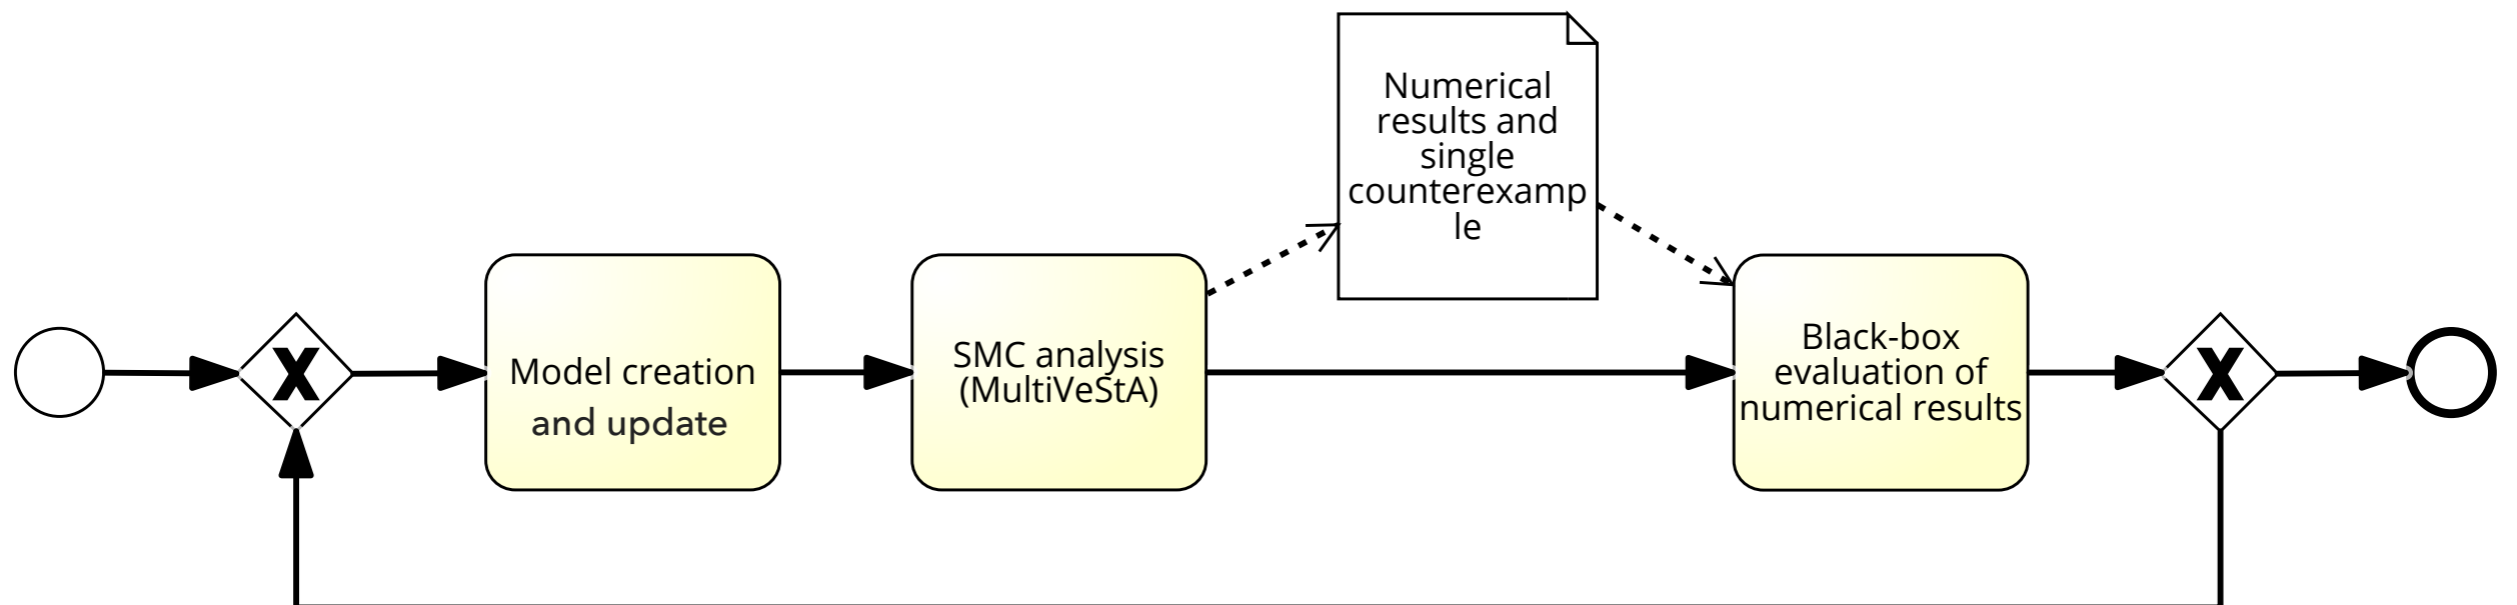 Numerical
results and
single
counterexamp
le
X
Model creation
and update
SMC analysis
(MultiVeStA)
Black-box
evaluation of
numerical results
X